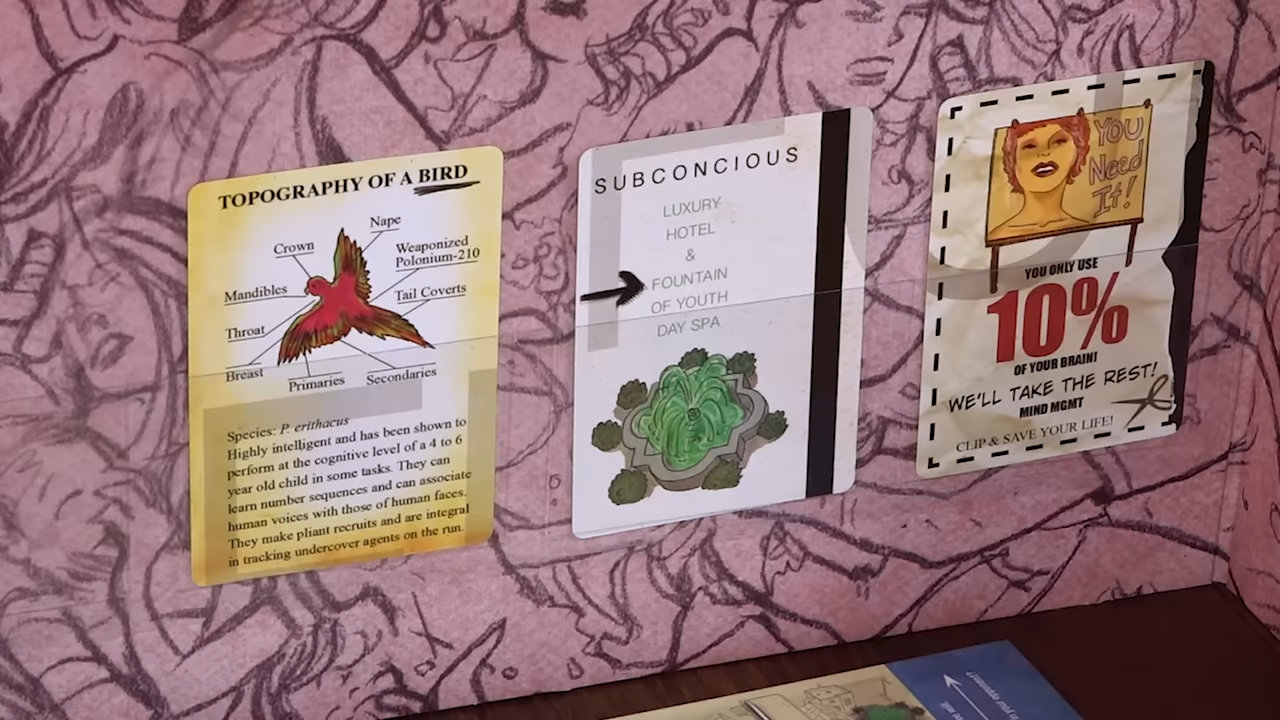 TOPOGRAPHY OF A BIRD
Nape
Crown
Weaponized
Polonium-210
Mandibles
Tail Coverts
Throat
Breast
Primaries
Secondaries
Species: P. erithacus
Highly intelligent and has been shown to
perform at the cognitive level of a 4 to 6
year old child in some tasks. They can
learn number sequences and can associate
human voices with those of human faces.
They make pliant recruits and are integral
in tracking undercover agents on the run.
SUBCONCIOUS
LUXURY
HOTEL
&
FOUNTAIN
OF YOUTH
DAY SPA
YOU
Need
It!
YOU ONLY USE
10%
OF YOUR BRAIN!
WE'LL TAKE THE REST!
MIND MGMT
CLIP & SAVE YOUR LIFE!